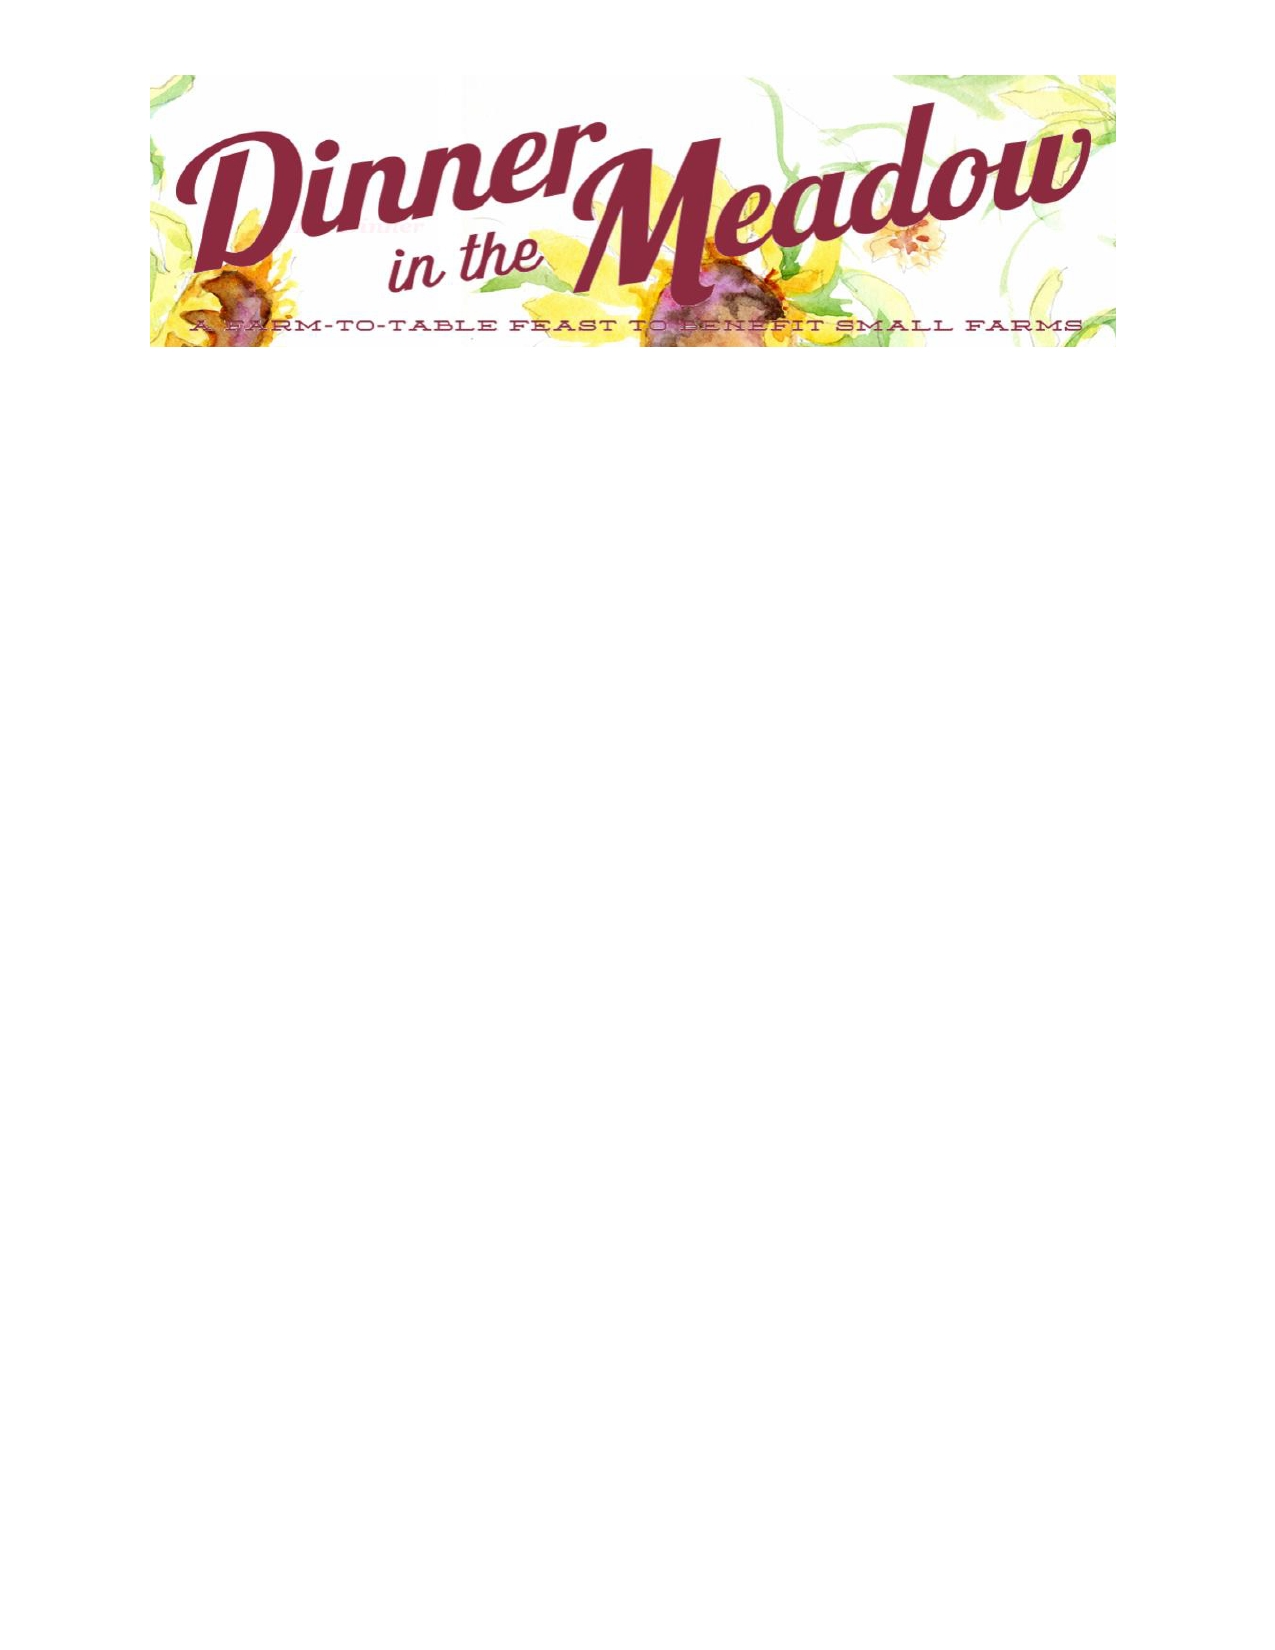 Dinner
in the Meadow
A FARM-TO-TABLE FEAST TO BENEFIT SMALL FARMS